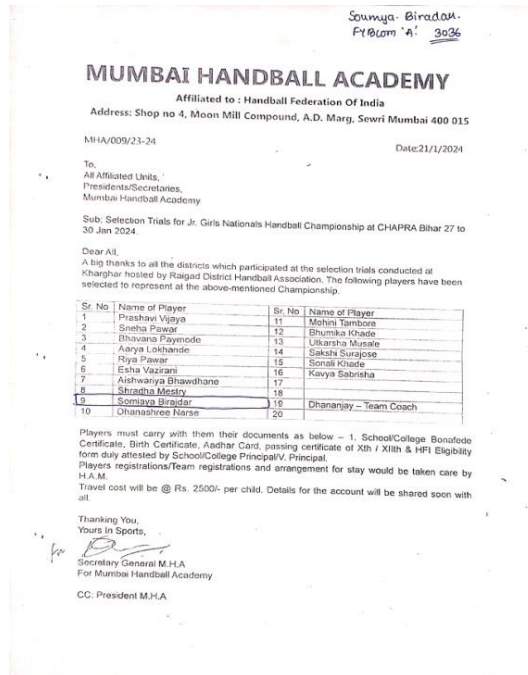 Soumya. Biradar.
FYBcom 'A'. 3036
MUMBAI HANDBALL ACADEMY
Affiliated to : Handball Federation Of India
Address: Shop no 4, Moon Mill Compound, A.D. Marg, Sewri Mumbai 400 015
MHA/009/23-24
Date:21/1/2024
To,
All Affiliated Units,
Presidents/Secretaries,
Mumbai Handball Academy
Sub: Selection Trials for Jr. Girls Nationals Handball Championship at CHAPRA Bihar 27 to
30 Jan 2024.
Dear All,
A big thanks to all the districts which participated at the selection trials conducted at
Kharghar hosted by Raigad District Handball Association. The following players have been
selected to represent at the above-mentioned Championship.
Sr. No Name of Player Sr. No Name of Player
1 Prashavi Vijaya 11 Mohini Tambore
2 Sneha Pawar 12 Bhumika Khade
3 Bhavana Paymode 13 Utkarsha Musale
4 Aarya Lokhande 14 Sakshi Surajose
5 Riya Pawar 15 Sonali Khade
6 Esha Vazirani 16 Kavya Sabrisha
7 Aishwariya Bhawdhane 17
8 Shradha Mestry 18
9 Somiaya Birajdar 19 Dhananjay – Team Coach
10 Dhanashree Narse 20
Players must carry with them their documents as below – 1. School/College Bonafede
Certificate, Birth Certificate, Aadhar Card, passing certificate of Xth / XIIth & HFI Eligibility
form duly attested by School/College Principal/V. Principal.
Players registrations/Team registrations and arrangement for stay would be taken care by
H.A.M.
Travel cost will be @ Rs. 2500/- per child. Details for the account will be shared soon with
all.
Thanking You,
Yours In Sports,
for
Secretary General M.H.A
For Mumbai Handball Academy
CC: President M.H.A